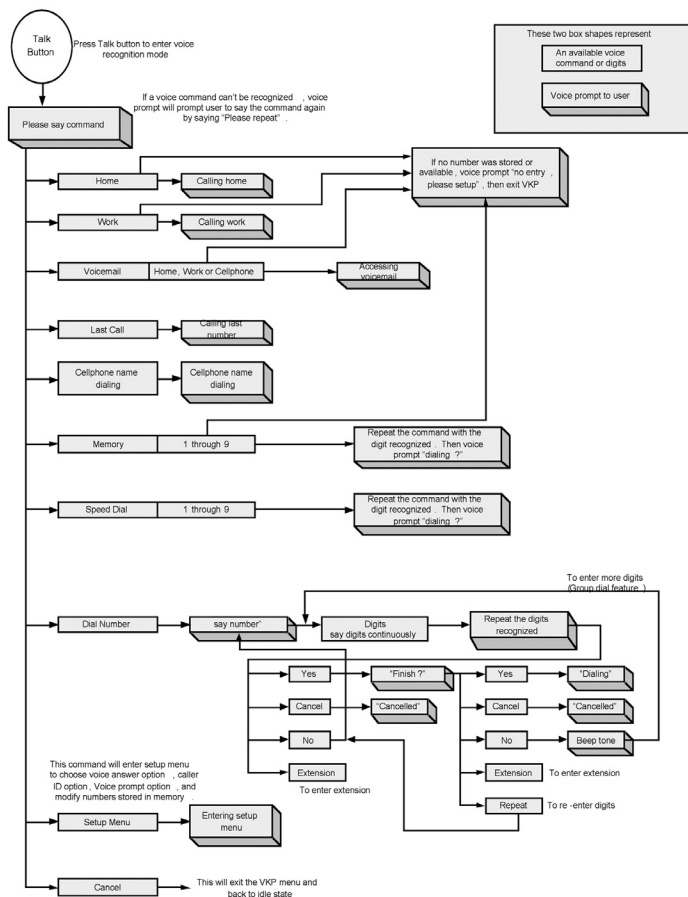 Talk
Button
Press Talk button to enter voice
recognition mode
These two box shapes represent
An available voice
command or digits
Voice prompt to user
If a voice command can't be recognized , voice
prompt will prompt user to say the command again
by saying “Please repeat” .
Please say command
If no number was stored or
available , voice prompt “no entry ,
please setup” , then exit VKP
Home
Calling home
Work
Calling work
Voicemail
Home , Work or Cellphone
Accessing
voicemail
Last Call
Calling last
number
Cellphone name
dialing
Cellphone name
dialing
Memory
1 through 9
Repeat the command with the
digit recognized . Then voice
prompt “dialing ?”
Speed Dial
1 through 9
Repeat the command with the
digit recognized . Then voice
prompt “dialing ?”
To enter more digits
(Group dial feature .)
Dial Number
say number”
Digits
say digits continuously
Repeat the digits
recognized
Yes
“Finish ?”
Yes
“Dialing”
Cancel
“Cancelled”
Cancel
“Cancelled”
No
No
Beep tone
Extension
To enter extension
Extension
To enter extension
Repeat
To re -enter digits
This command will enter setup menu
to choose voice answer option , caller
ID option , Voice prompt option , and
modify numbers stored in memory .
Setup Menu
Entering setup
menu
Cancel
This will exit the VKP menu and
back to idle state